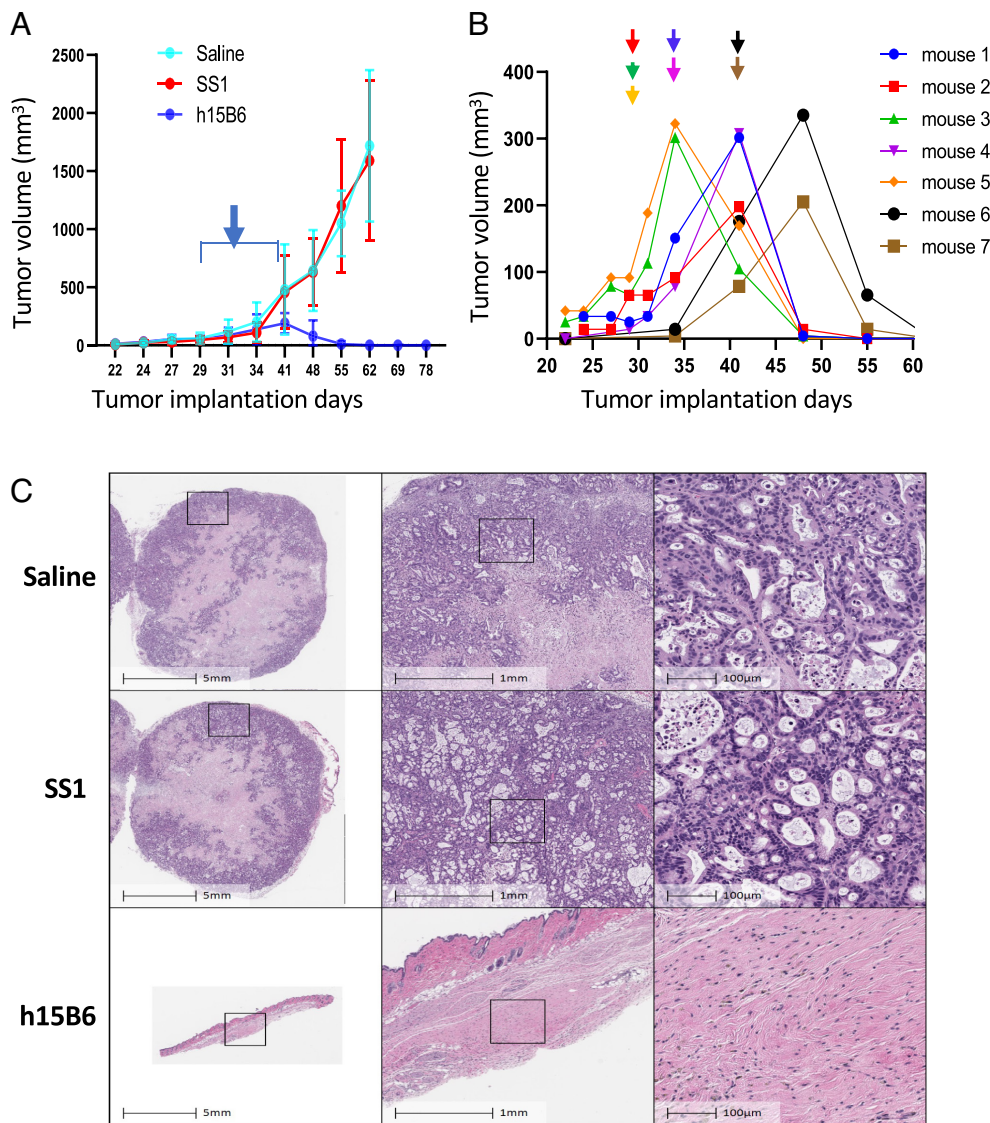 A
Saline
SS1
h15B6
2500
2000
1500
1000
500
0
Tumor volume (mm³)
22 24 27 29 31 34 41 48 55 62 69 78
Tumor implantation days
B
400
300
200
100
0
Tumor volume (mm³)
20 25 30 35 40 45 50 55 60
Tumor implantation days
mouse 1
mouse 2
mouse 3
mouse 4
mouse 5
mouse 6
mouse 7
C
Saline
5mm
1mm
100µm
SS1
5mm
1mm
100µm
h15B6
5mm
1mm
100µm